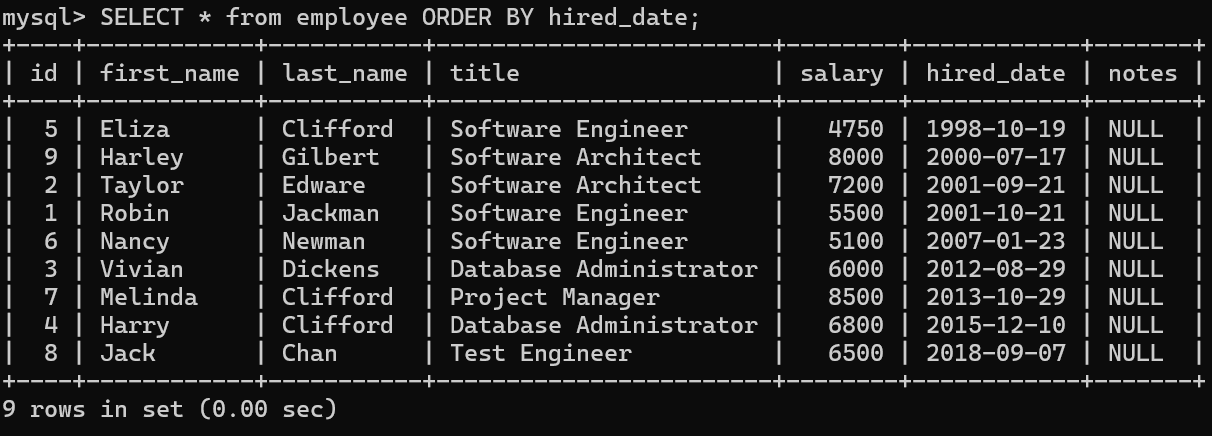 mysql> SELECT * from employee ORDER BY hired_date;
+----+------------+-----------+------------------------+--------+------------+-------+
| id | first_name | last_name | title                  | salary | hired_date | notes |
+----+------------+-----------+------------------------+--------+------------+-------+
|  5 | Eliza      | Clifford  | Software Engineer      |   4750 | 1998-10-19 | NULL  |
|  9 | Harley     | Gilbert   | Software Architect     |   8000 | 2000-07-17 | NULL  |
|  2 | Taylor     | Edware    | Software Architect     |   7200 | 2001-09-21 | NULL  |
|  1 | Robin      | Jackman   | Software Engineer      |   5500 | 2001-10-21 | NULL  |
|  6 | Nancy      | Newman    | Software Engineer      |   5100 | 2007-01-23 | NULL  |
|  3 | Vivian     | Dickens   | Database Administrator |   6000 | 2012-08-29 | NULL  |
|  7 | Melinda    | Clifford  | Project Manager        |   8500 | 2013-10-29 | NULL  |
|  4 | Harry      | Clifford  | Database Administrator |   6800 | 2015-12-10 | NULL  |
|  8 | Jack       | Chan      | Test Engineer          |   6500 | 2018-09-07 | NULL  |
+----+------------+-----------+------------------------+--------+------------+-------+
9 rows in set (0.00 sec)